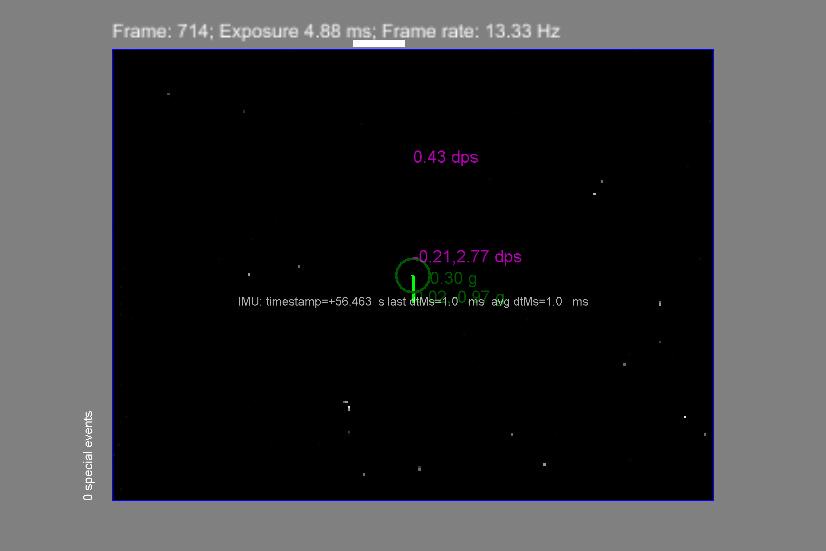 Frame: 714; Exposure 4.88 ms; Frame rate: 13.33 Hz
0.43 dps
-0.21,2.77 dps
0.30 g
0.97 g
IMU: timestamp=+56.463 s last dtMs=1.0 ms avg dtMs=1.0 ms
0 special events